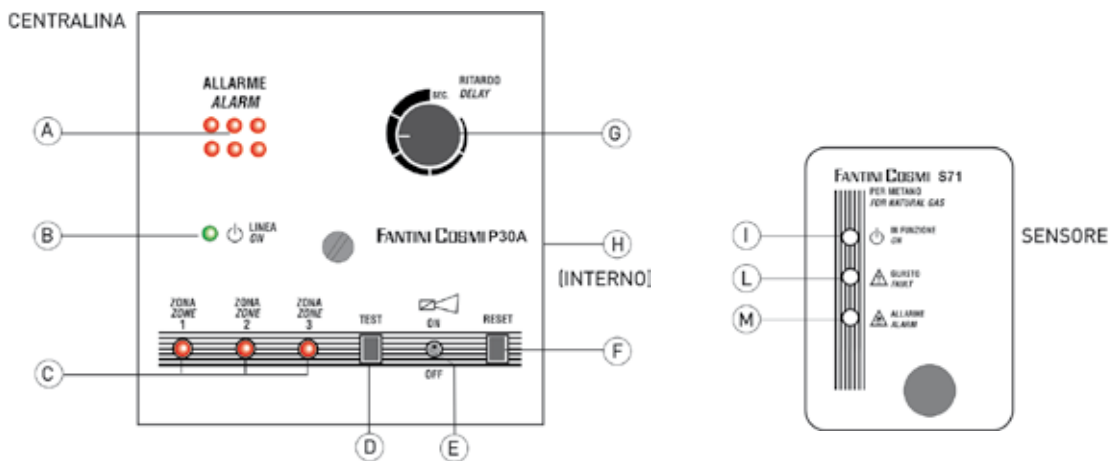 CENTRALINA
ALLARME
ALARM
A
RITARDO
SEC. DELAY
G
B
LINEA
ON
FANTINI COSMI P30A
H
(INTERNO)
ZONA
ZONE
1
ZONA
ZONE
2
ZONA
ZONE
3
TEST
ON
OFF
RESET
C
F
D
E
FANTINI COSMI S71
PER METANO
FOR NATURAL GAS
I
IN FUNZIONE
ON
SENSORE
L
GUASTO
FAULT
M
ALLARME
ALARM